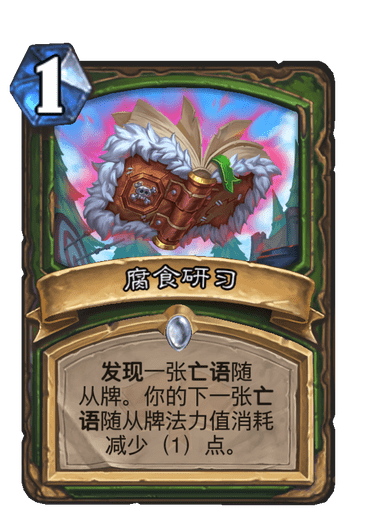 1
腐食研习
发现一张亡语随
从牌。你的下一张亡
语随从牌法力值消耗
减少（1）点。